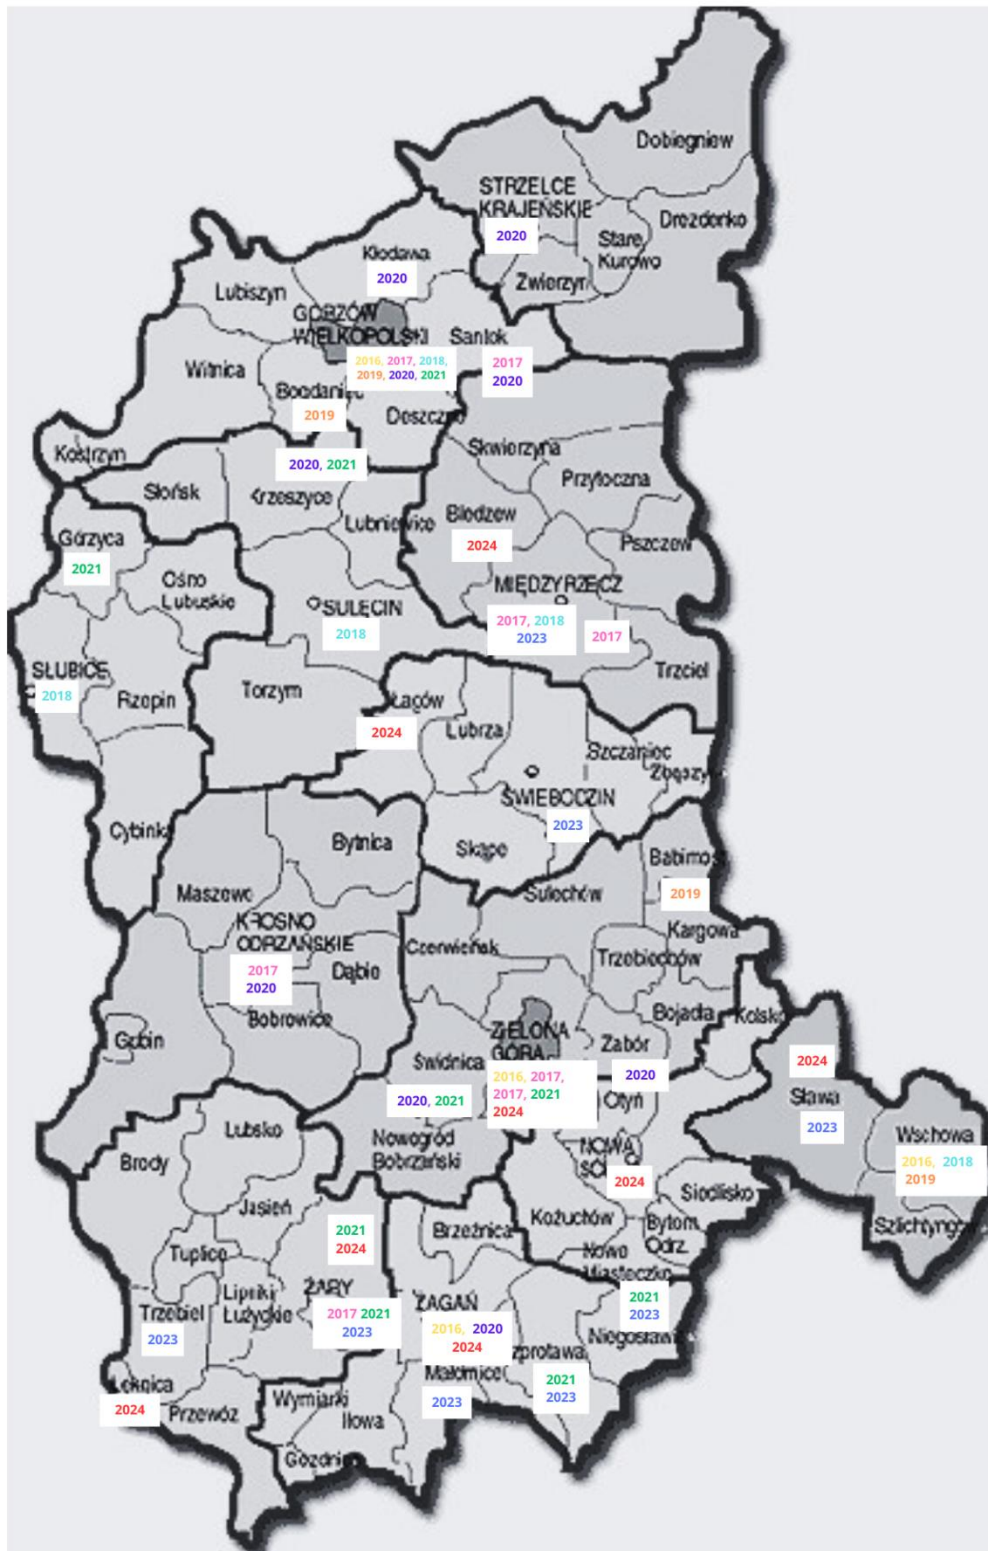 Dobiegniew
STRZELCE
KRAJEŃSKIE
Drezdenko
2020
Stare
Kurowo
Kłodawa
2020
Zwierzyn
Lubiszyn
GORZÓW
WIELKOPOLSKI
Santok
2016, 2017, 2018,
2019, 2020, 2021
2017
2020
Witnica
Bogdaniec
2019
Deszczno
Kostrzyn
Skwierzyna
2020, 2021
Przytoczna
Słońsk
Krzeszyce
Lubniewice
Bledzew
2024
Górzyca
2021
Pszczew
Ośno
Lubuskie
MIĘDZYRZECZ
SULĘCIN
2018
2017, 2018
2023
2017
SŁUBICE
2018
Trzciel
Torzym
Rzepin
Łagów
2024
Lubrza
Szczaniec
Zbąszy
ŚWIEBODZIN
2023
Cybinka
Bytnica
Skąpe
Babimost
2019
Maszewo
Sulechów
KROSNO
ODRZAŃSKIE
2017
2020
Dąbie
Czerwieńsk
Kargowa
Trzebiechów
Bobrowice
Bojadła
Kolsko
Gubin
ZIELONA
GÓRA
Zabór
2020
Świdnica
2020, 2021
2016, 2017,
2017, 2021
2024
Otyń
2024
Sława
2023
Lubsko
Nowogród
Bobrzański
Wschowa
2016, 2018
2019
Brody
NOWA
SÓL
2024
Siedlisko
Jasień
Kożuchów
Bytom
Odrz.
Szlichtyngow
Brzeźnica
Tuplice
2021
2024
Nowe
Miasteczko
2021
2023
Lipinki
Łużyckie
ŻARY
2017 2021
2023
ŻAGAŃ
2016, 2020
2024
Trzebiel
2023
Niegosławic
zprotawa
2021
2023
Małomice
2023
Łęknica
2024
Przewóz
Wymiarki
Iłowa
Gozdnic